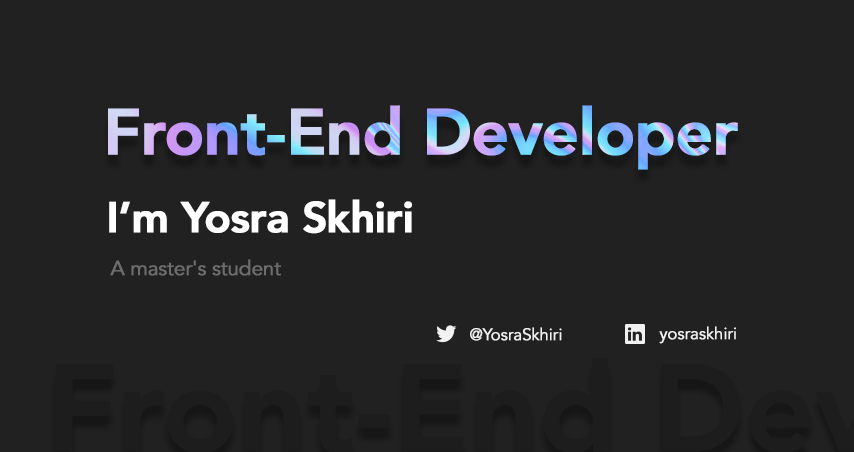 Front-End Developer
I’m Yosra Skhiri
A master's student
@YosraSkhiri yosraskhiri
Front-End Dev